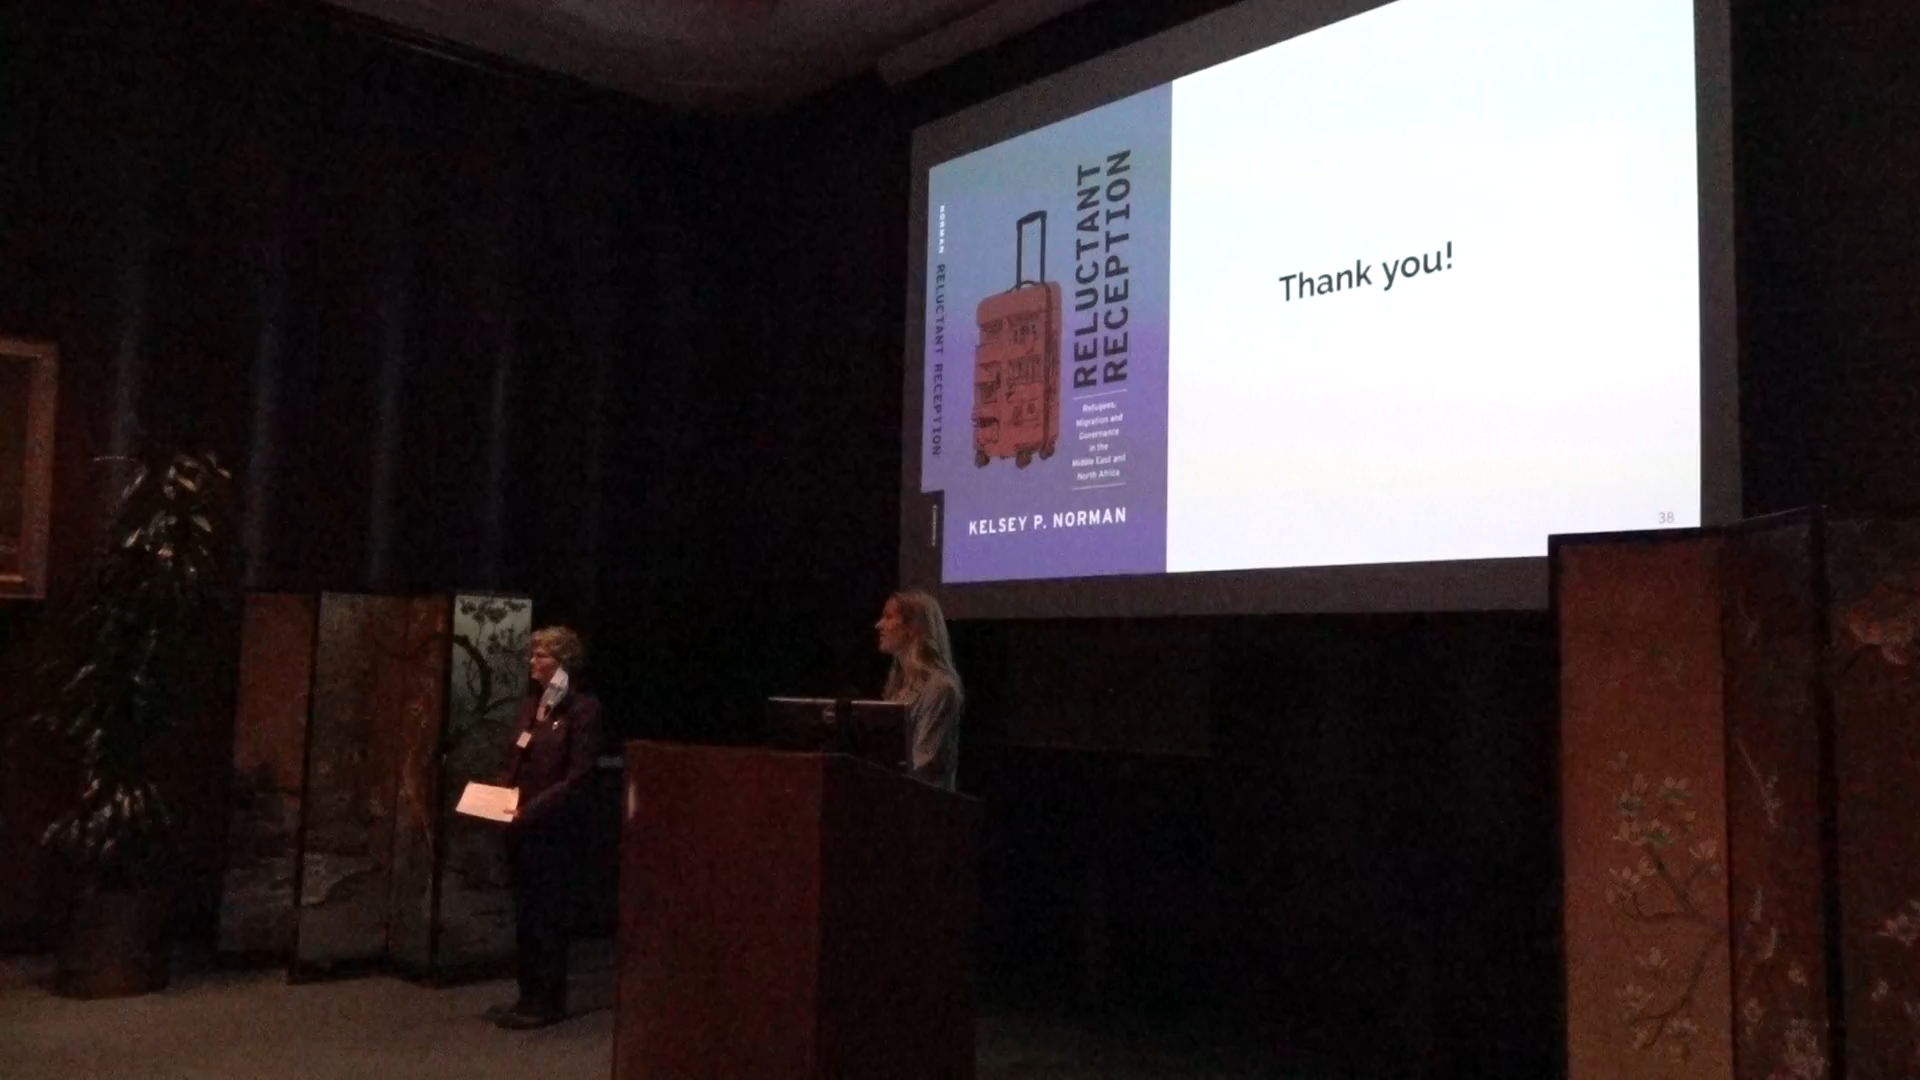 NORMAN RELUCTANT RECEPTION
RELUCTANT
RECEPTION
Refugees,
Migration and
Governance
in the
Middle East and
North Africa
KELSEY P. NORMAN
Thank you!
38